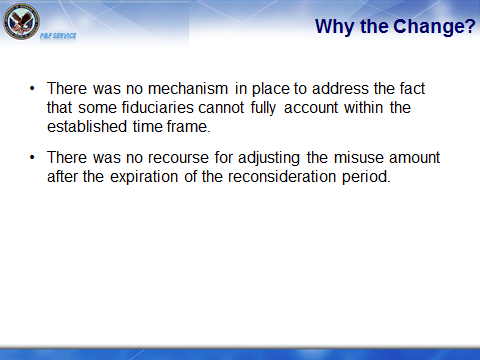 Why the Change?
P&F SERVICE
• There was no mechanism in place to address the fact
that some fiduciaries cannot fully account within the
established time frame.
• There was no recourse for adjusting the misuse amount
after the expiration of the reconsideration period.